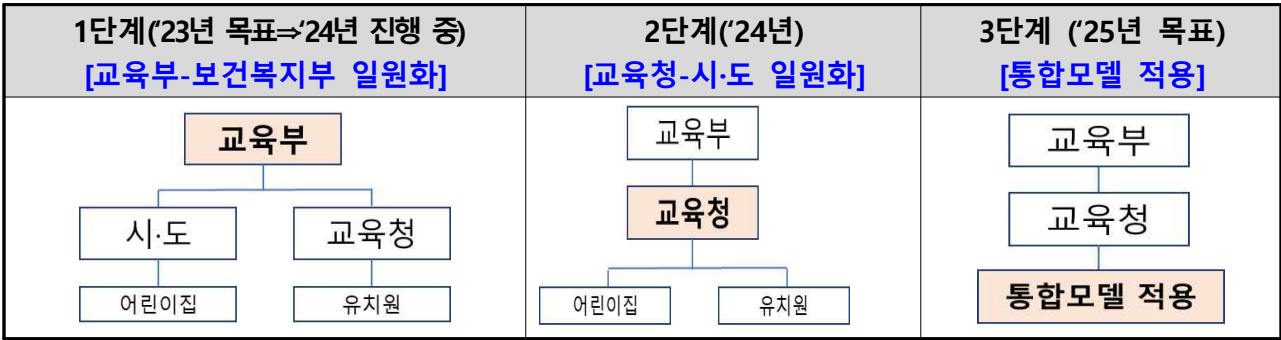 1단계(‘23년 목표⇒‘24년 진행 중)
[교육부-보건복지부 일원화]
교육부
시·도
교육청
어린이집
유치원
2단계(‘24년)
[교육청-시·도 일원화]
교육부
교육청
어린이집
유치원
3단계 (‘25년 목표)
[통합모델 적용]
교육부
교육청
통합모델 적용